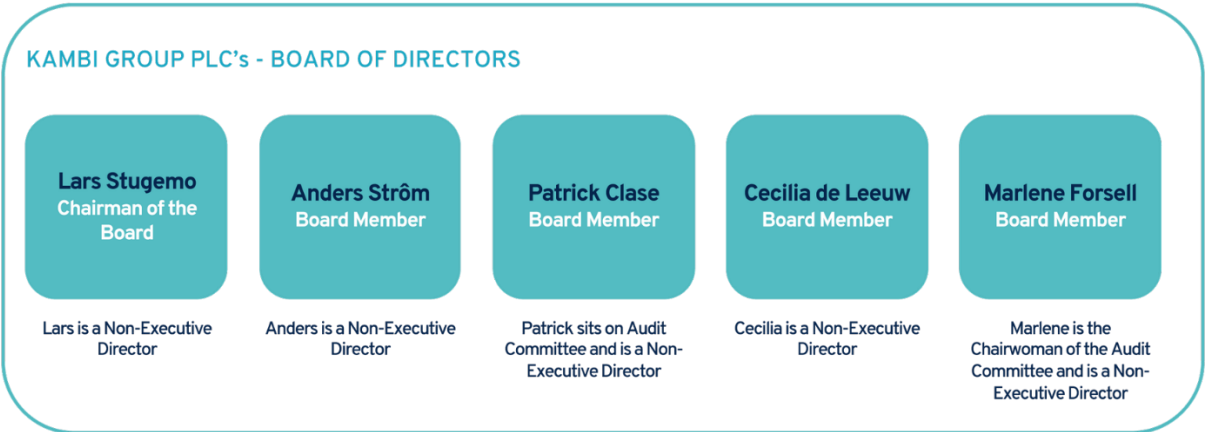 KAMBI GROUP PLC's - BOARD OF DIRECTORS
Lars Stugemo
Chairman of the
Board
Lars is a Non-Executive
Director
Anders Strôm
Board Member
Anders is a Non-Executive
Director
Patrick Clase
Board Member
Patrick sits on Audit
Committee and is a Non-
Executive Director
Cecilia de Leeuw
Board Member
Cecilia is a Non-Executive
Director
Marlene Forsell
Board Member
Marlene is the
Chairwoman of the Audit
Committee and is a Non-
Executive Director